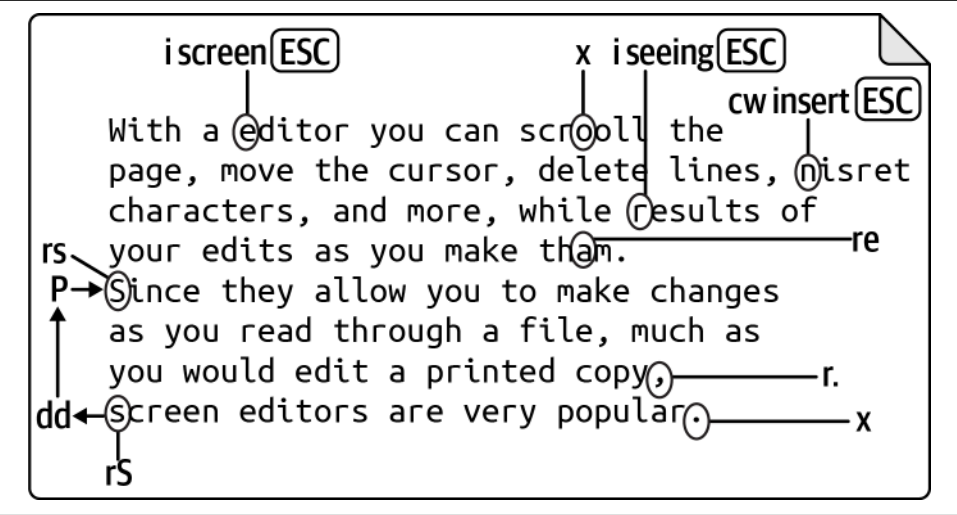 i screen ESC x i seeing ESC
cw insert ESC
With a editor you can scrooll the
page, move the cursor, delete lines, nisret
characters, and more, while results of
your edits as you make tham. re
rs
P Since they allow you to make changes
as you read through a file, much as
you would edit a printed copy, r.
dd screen editors are very popular. x
rS